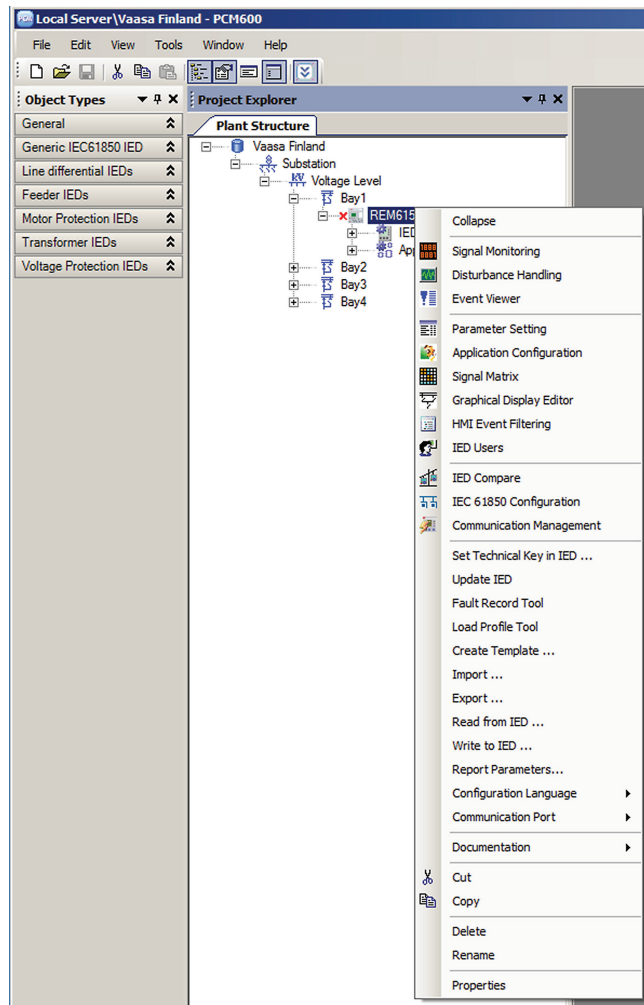 Local Server\Vaasa Finland - PCM600
File Edit View Tools Window Help
Object Types
General
Generic IEC61850 IED
Line differential IEDs
Feeder IEDs
Motor Protection IEDs
Transformer IEDs
Voltage Protection IEDs
Project Explorer
Plant Structure
Vaasa Finland
Substation
Voltage Level
Bay1
REM615
IED
App
Bay2
Bay3
Bay4
Collapse
Signal Monitoring
Disturbance Handling
Event Viewer
Parameter Setting
Application Configuration
Signal Matrix
Graphical Display Editor
HMI Event Filtering
IED Users
IED Compare
IEC 61850 Configuration
Communication Management
Set Technical Key in IED ...
Update IED
Fault Record Tool
Load Profile Tool
Create Template ...
Import ...
Export ...
Read from IED ...
Write to IED ...
Report Parameters...
Configuration Language
Communication Port
Documentation
Cut
Copy
Delete
Rename
Properties